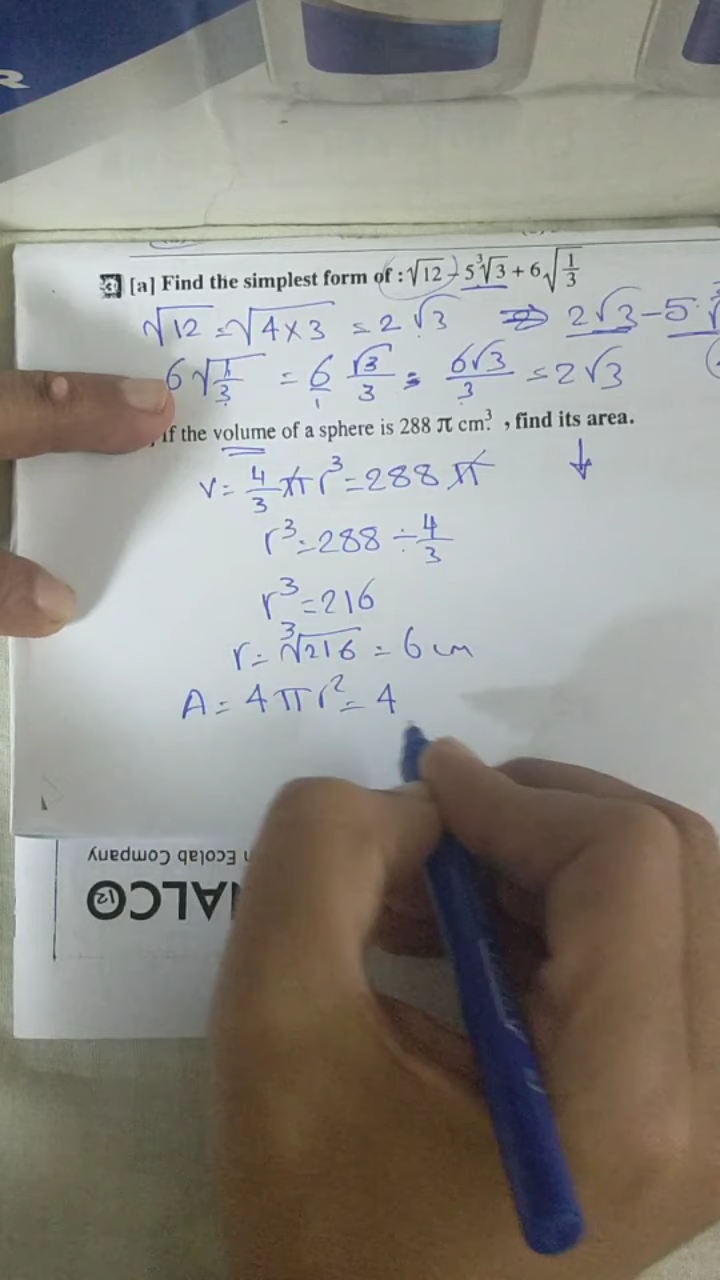 [a] Find the simplest form of : √12 - 5∛3 + 6√(1/3)
√12 = √(4×3) = 2√3 ⇒ 2√3 - 5
6√(1/3) = 6 √3/3 = 6√3/3 = 2√3
if the volume of a sphere is 288 π cm³. , find its area.
V = 4/3 π r³ = 288 π
r³ = 288 ÷ 4/3
r³ = 216
r = ∛216 = 6 cm
A = 4 π r² = 4
Ecolab Company
NALCO